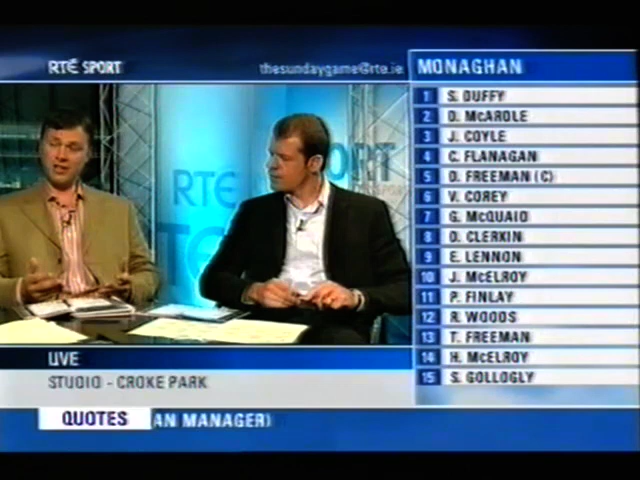 RTÉ SPORT
thesundaygame@rte.ie
MONAGHAN
1 S. DUFFY
2 D. McARDLE
3 J. COYLE
4 C. FLANAGAN
5 D. FREEMAN (C)
6 V. COREY
7 G. McQUAID
8 D. CLERKIN
9 E. LENNON
10 J. McELROY
11 P. FINLAY
12 R. WOODS
13 T. FREEMAN
14 H. McELROY
15 S. GOLLOGLY
RTÉ
ORT
LIVE
STUDIO - CROKE PARK
QUOTES
AN MANAGER)